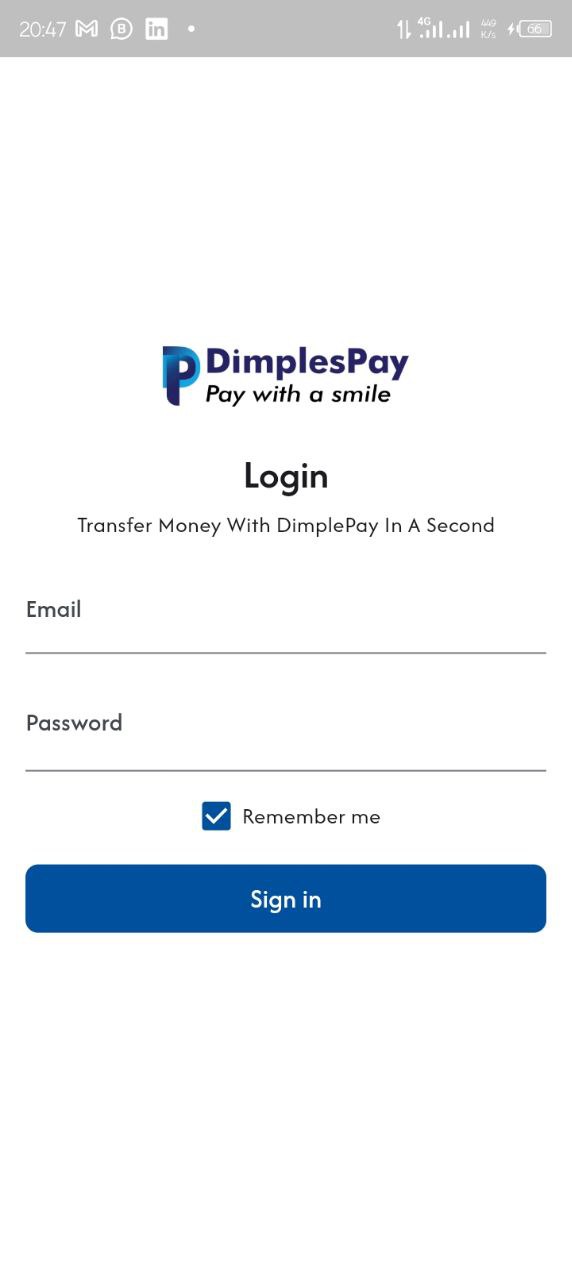 20:47 B in 4G 449 K/s 66
DimplesPay
Pay with a smile
Login
Transfer Money With DimplePay In A Second
Email
Password
Remember me
Sign in